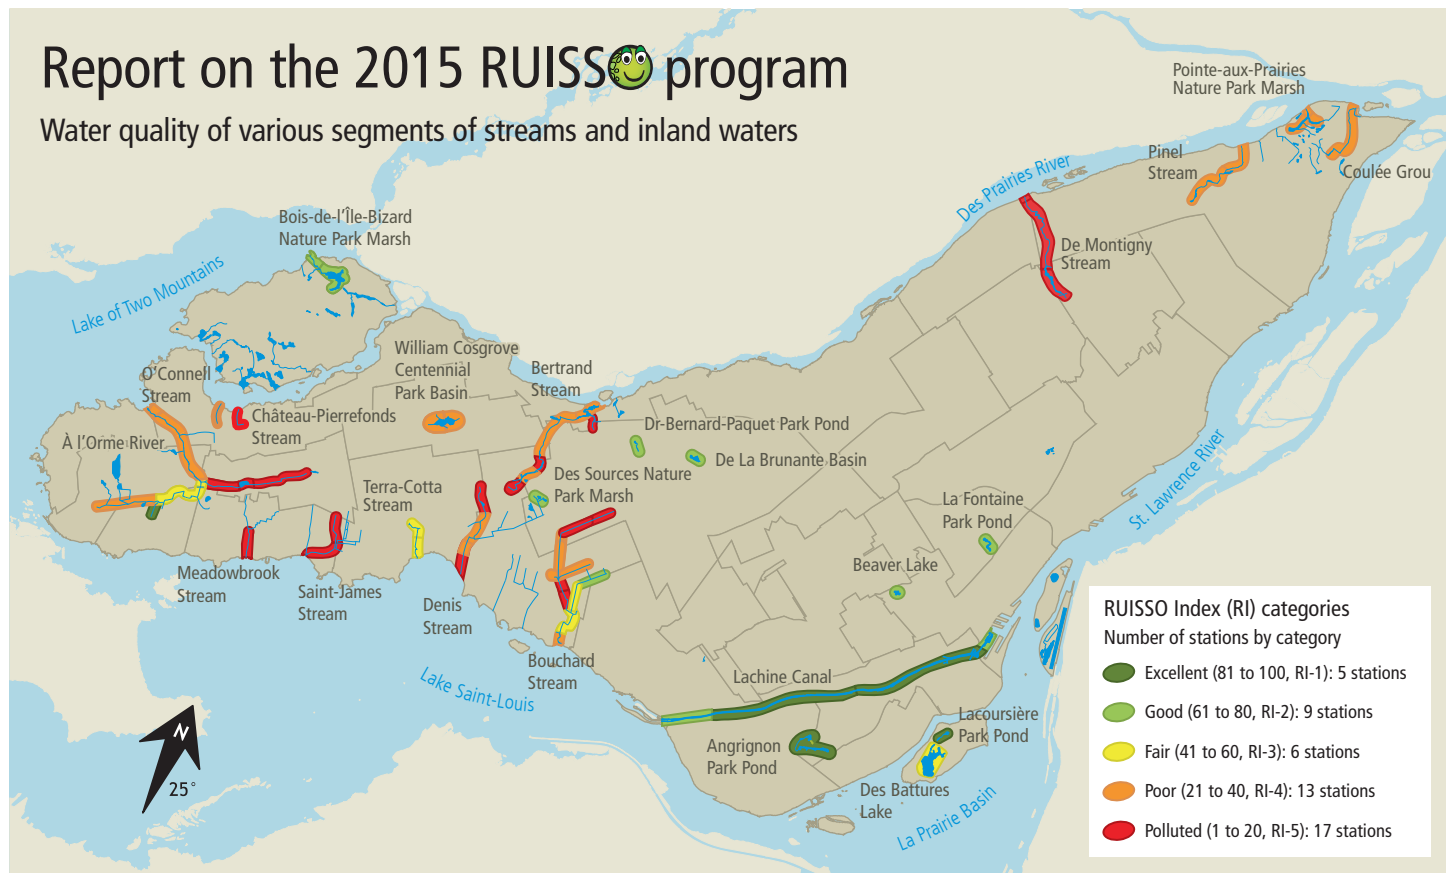 Report on the 2015 RUISSO program
Water quality of various segments of streams and inland waters
Pointe-aux-Prairies
Nature Park Marsh
Pinel
Stream
Coulée Grou
Des Prairies River
De Montigny
Stream
Bois-de-l'Île-Bizard
Nature Park Marsh
Lake of Two Mountains
William Cosgrove
Centennial
Park Basin
Bertrand
Stream
O'Connell
Stream
Château-Pierrefonds
Stream
À l'Orme River
Dr-Bernard-Paquet Park Pond
De La Brunante Basin
Des Sources Nature
Park Marsh
Terra-Cotta
Stream
La Fontaine
Park Pond
St. Lawrence River
Beaver Lake
Meadowbrook
Stream
Saint-James
Stream
Denis
Stream
Bouchard
Stream
Lake Saint-Louis
Lachine Canal
Angrignon
Park Pond
Lacoursière
Park Pond
Des Battures
Lake
La Prairie Basin
N
25°
RUISSO Index (RI) categories
Number of stations by category
Excellent (81 to 100, RI-1): 5 stations
Good (61 to 80, RI-2): 9 stations
Fair (41 to 60, RI-3): 6 stations
Poor (21 to 40, RI-4): 13 stations
Polluted (1 to 20, RI-5): 17 stations